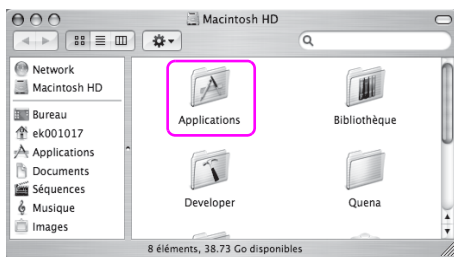 Macintosh HD
Network
Macintosh HD
Bureau
ek001017
Applications
Documents
Séquences
Musique
Images
Applications
Bibliothèque
Developer
Quena
8 éléments, 38.73 Go disponibles